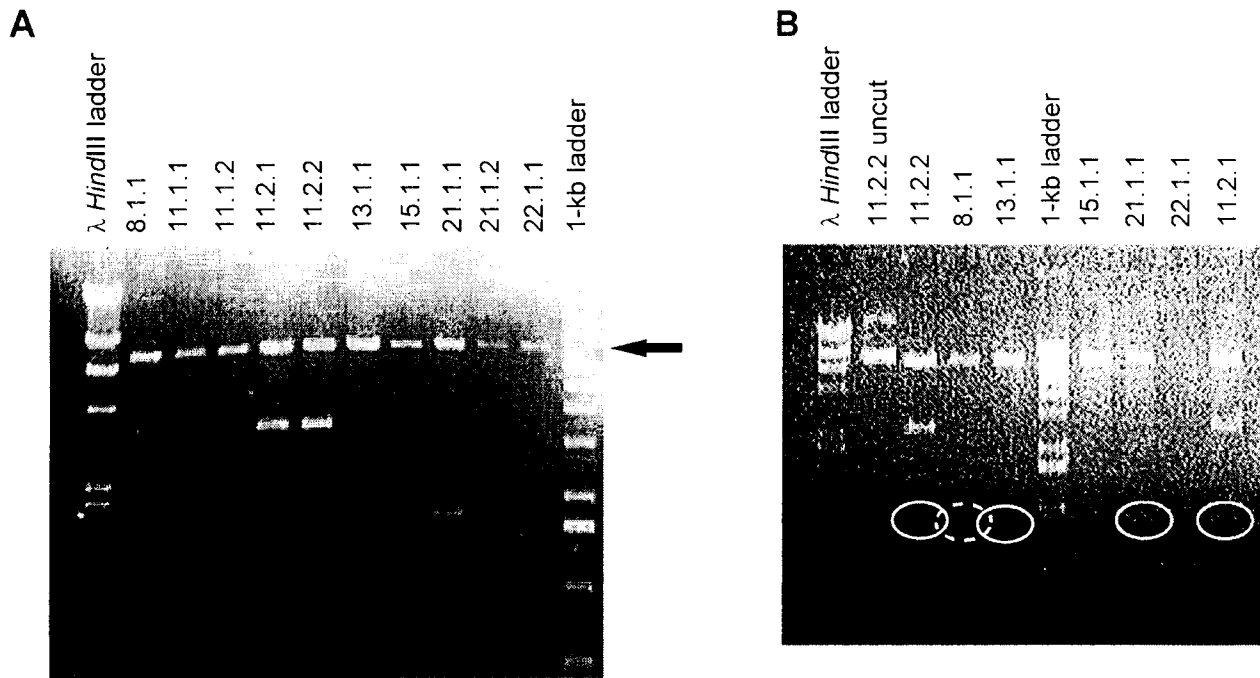 A
λ HindIII ladder
8.1.1
11.1.1
11.1.2
11.2.1
11.2.2
13.1.1
15.1.1
21.1.1
21.1.2
22.1.1
1-kb ladder
B
λ HindIII ladder
11.2.2 uncut
11.2.2
8.1.1
13.1.1
1-kb ladder
15.1.1
21.1.1
22.1.1
11.2.1